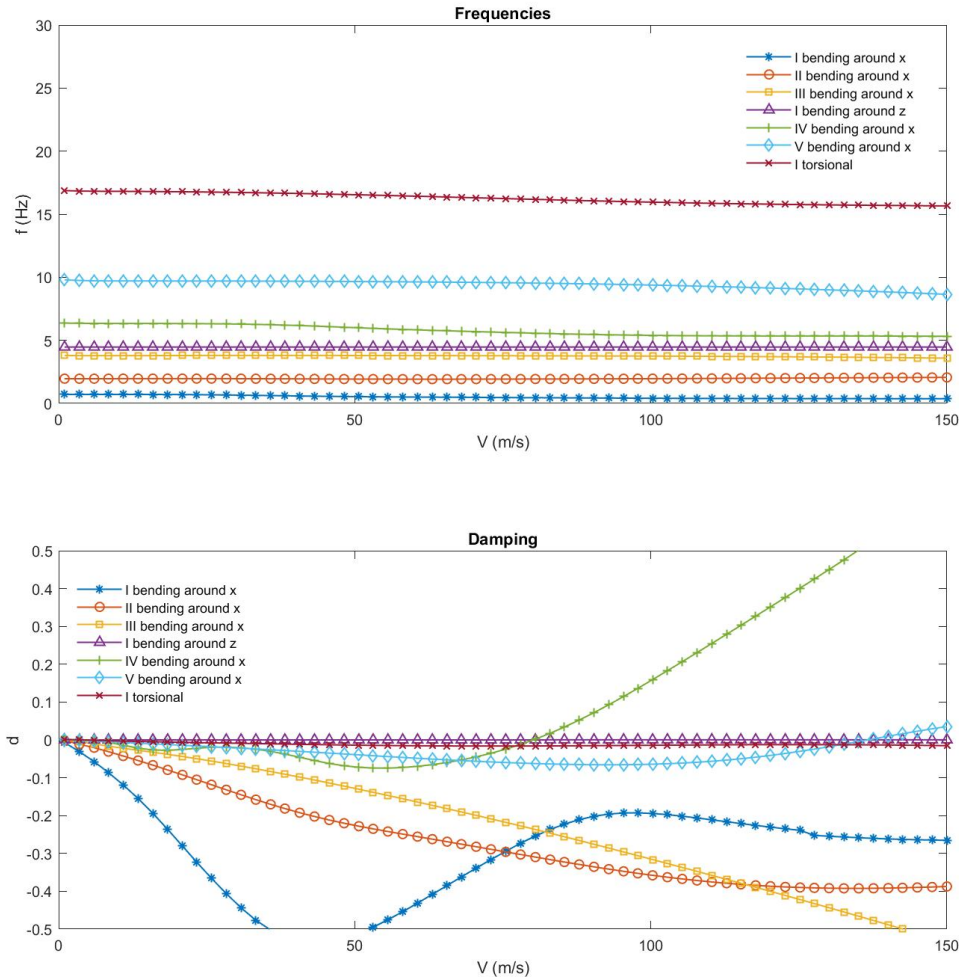 Frequencies
30
25
20
15
10
5
0
f (Hz)
I bending around x
II bending around x
III bending around x
I bending around z
IV bending around x
V bending around x
I torsional
0
50
100
150
V (m/s)
Damping
0.5
0.4
0.3
0.2
0.1
0
-0.1
-0.2
-0.3
-0.4
-0.5
d
I bending around x
II bending around x
III bending around x
I bending around z
IV bending around x
V bending around x
I torsional
0
50
100
150
V (m/s)